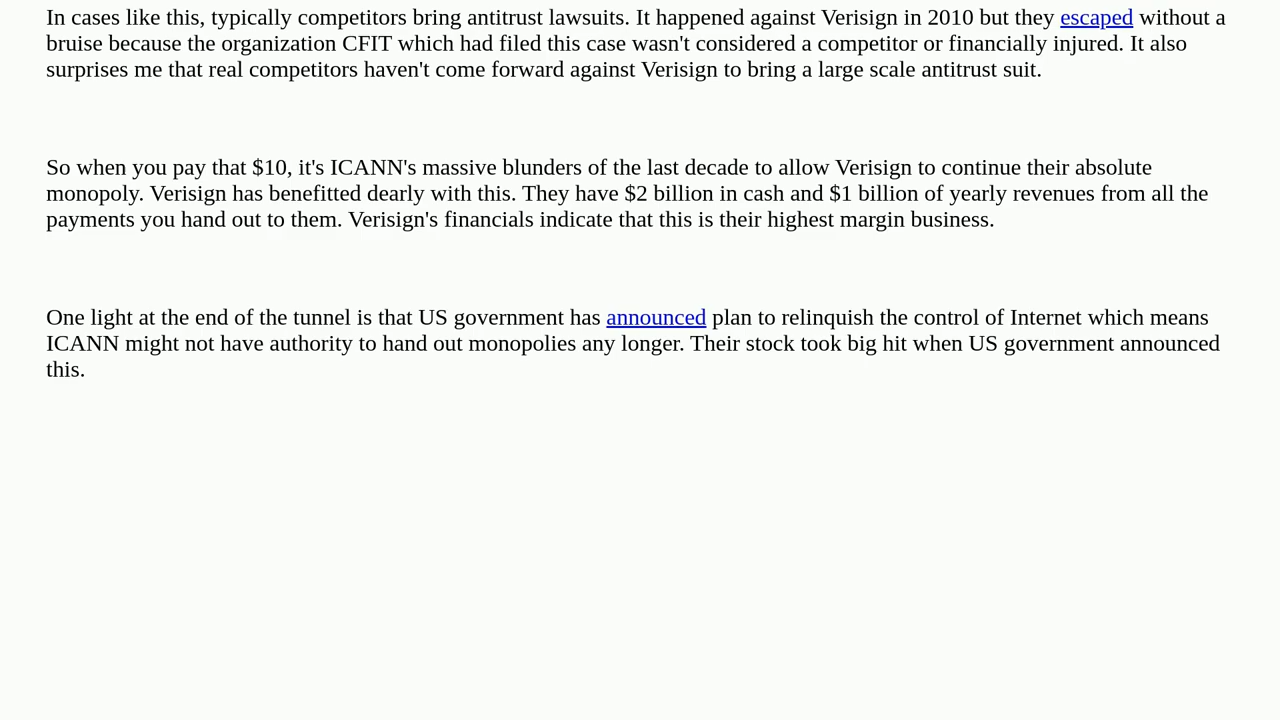 In cases like this, typically competitors bring antitrust lawsuits. It happened against Verisign in 2010 but they escaped without a
bruise because the organization CFIT which had filed this case wasn't considered a competitor or financially injured. It also
surprises me that real competitors haven't come forward against Verisign to bring a large scale antitrust suit.
So when you pay that $10, it's ICANN's massive blunders of the last decade to allow Verisign to continue their absolute
monopoly. Verisign has benefitted dearly with this. They have $2 billion in cash and $1 billion of yearly revenues from all the
payments you hand out to them. Verisign's financials indicate that this is their highest margin business.
One light at the end of the tunnel is that US government has announced plan to relinquish the control of Internet which means
ICANN might not have authority to hand out monopolies any longer. Their stock took big hit when US government announced
this.